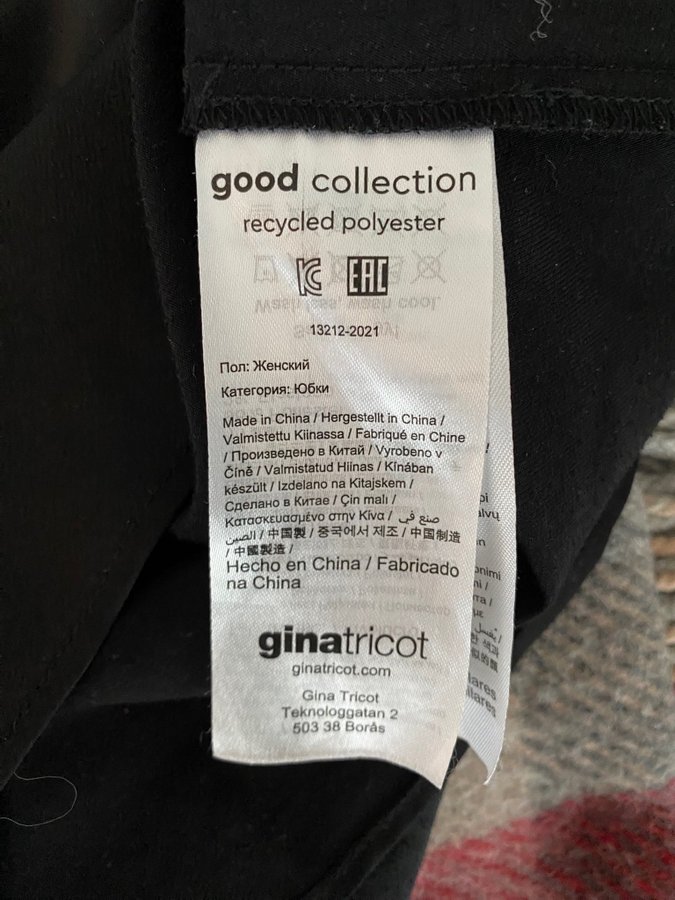 good collection
recycled polyester
EAC
13212-2021
Пол: Женский
Категория: Юбки
Made in China / Hergestellt in China /
Valmistettu Kiinassa / Fabriqué en Chine
/ Произведено в Китай / Vyrobeno v
Číně / Valmistatud Hiinas / Kínában
készült / Izdelano na Kitajskem /
Сделано в Китае / Çin malı /
Κατασκευασμένο στην Κίνα / صنع في
الصين / 中国製 / 중국에서 제조 / 中国制造
/ 中國製造 /
Hecho en China / Fabricado
na China
ginatricot
ginatricot.com
Gina Tricot
Teknologgatan 2
503 38 Borås